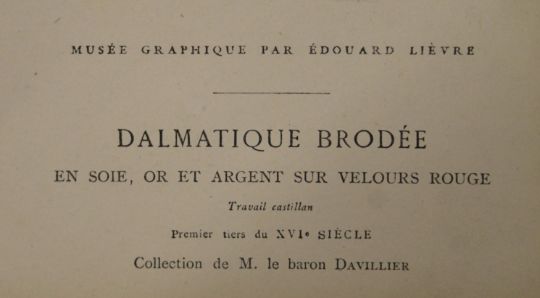 MUSÉE GRAPHIQUE PAR ÉDOUARD LIÈVRE
DALMATIQUE BRODÉE
EN SOIE, OR ET ARGENT SUR VELOURS ROUGE
Travail castillan
Premier tiers du XVIe SIÈCLE
Collection de M. le baron DAVILLIER